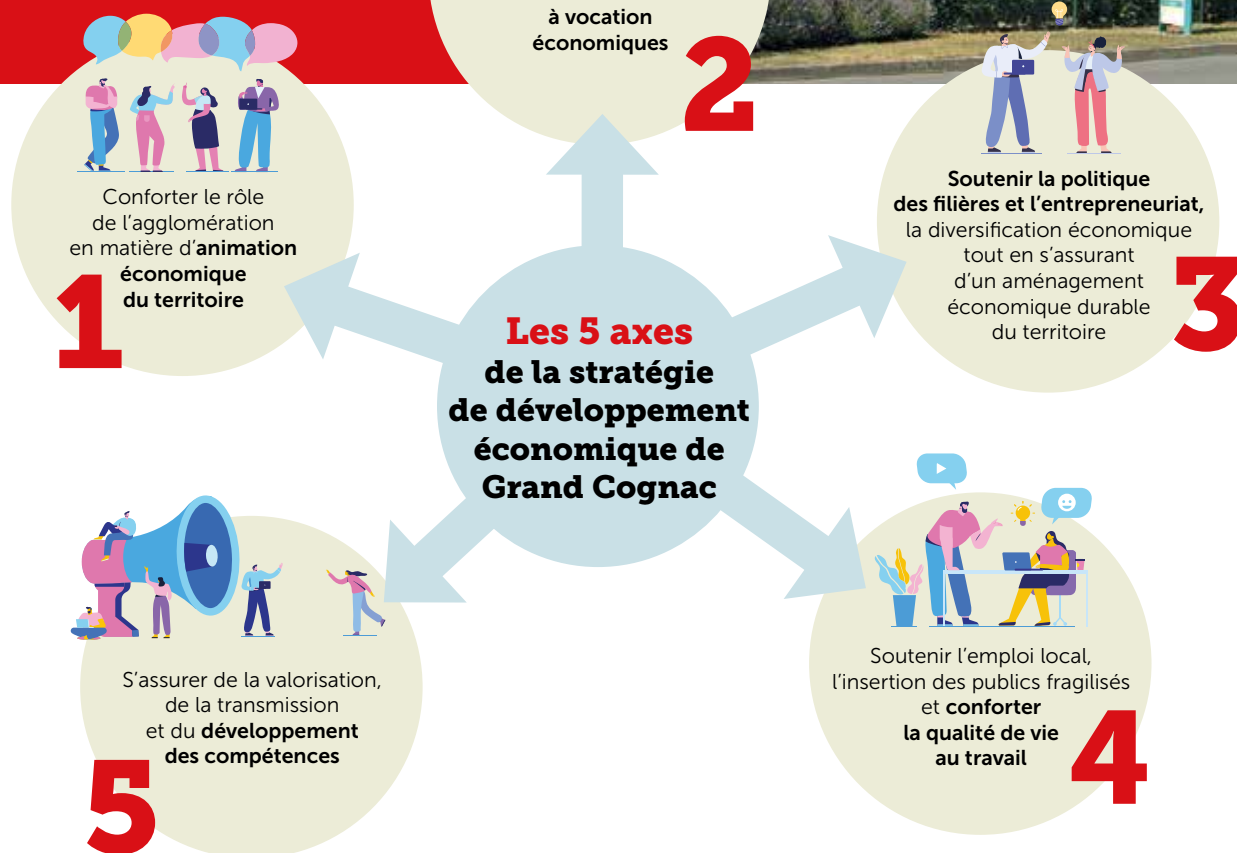 à vocation
économiques
2
Conforter le rôle
de l'agglomération
en matière d'animation
économique
du territoire
1
Soutenir la politique
des filières et l'entrepreneuriat,
la diversification économique
tout en s'assurant
d'un aménagement
économique durable
du territoire
3
Les 5 axes
de la stratégie
de développement
économique de
Grand Cognac
S'assurer de la valorisation,
de la transmission
et du développement
des compétences
5
Soutenir l'emploi local,
l'insertion des publics fragilisés
et conforter
la qualité de vie
au travail
4